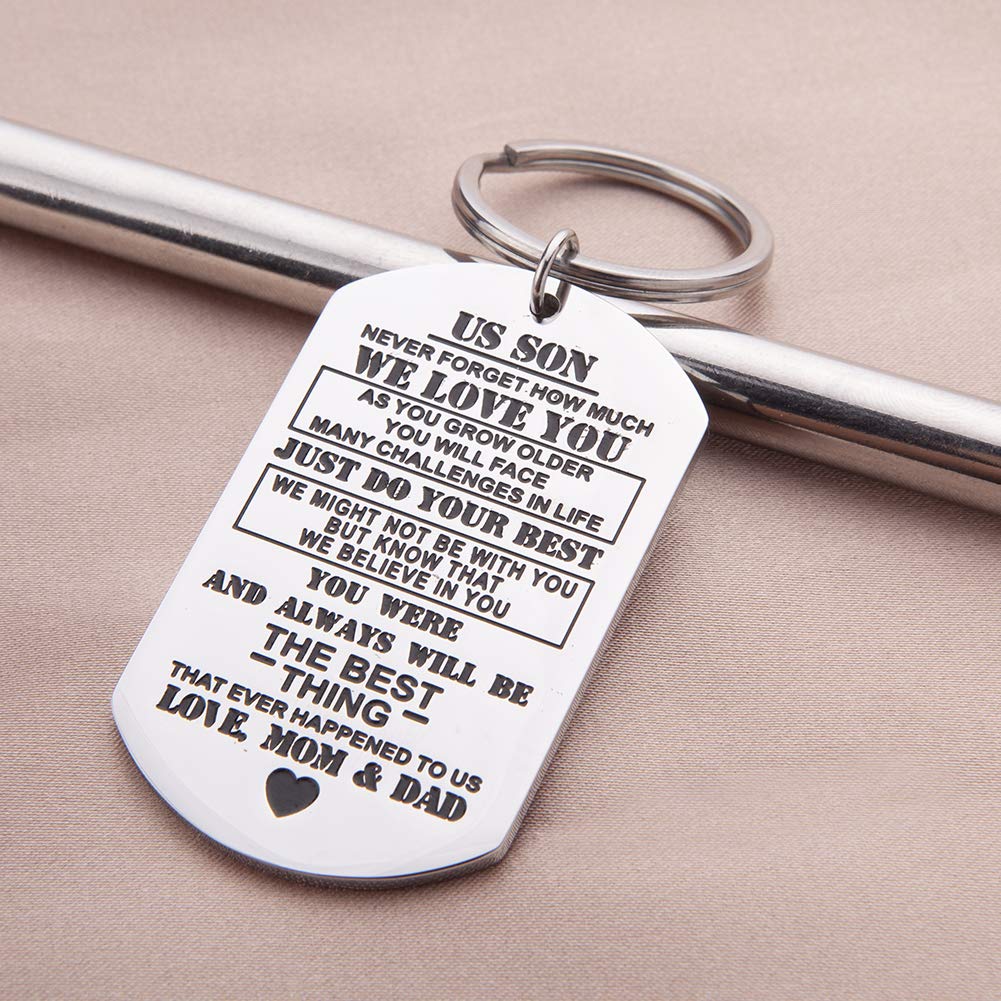 US SON
NEVER FORGET HOW MUCH
WE LOVE YOU
AS YOU GROW OLDER
YOU WILL FACE
MANY CHALLENGES IN LIFE
JUST DO YOUR BEST
WE MIGHT NOT BE WITH YOU
BUT KNOW THAT
WE BELIEVE IN YOU
YOU WERE
AND ALWAYS WILL BE
THE BEST
THING
THAT EVER HAPPENED TO US
LOVE, MOM & DAD